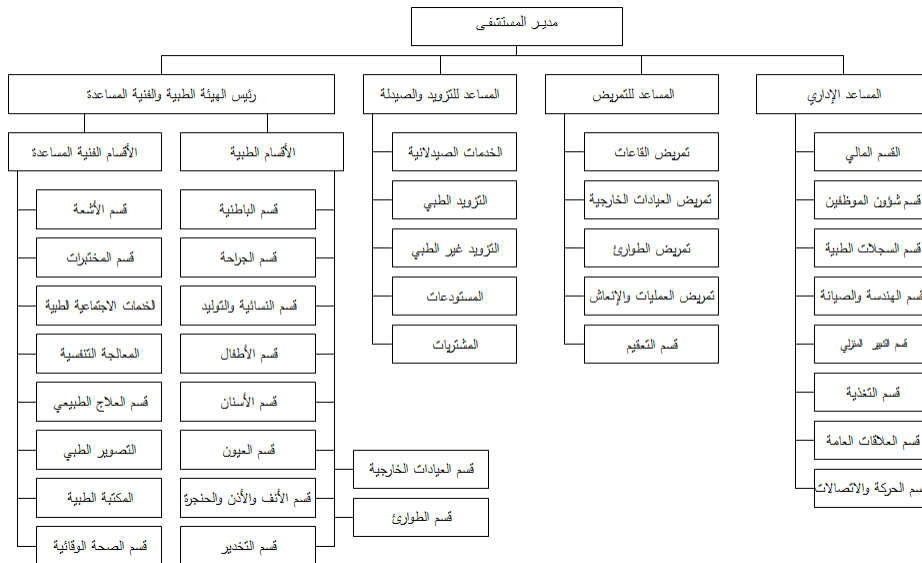 مدير المستشفى
المساعد الإداري
المساعد للتمريض
المساعد للتزويد والصيدلة
رئيس الهيئة الطبية والفنية المساعدة
القسم المالي
قسم شؤون الموظفين
قسم السجلات الطبية
قسم الهندسة والصيانة
قسم التدبير المنزلي
قسم التغذية
قسم العلاقات العامة
قسم الحركة والاتصالات
تمريض القاعات
تمريض العيادات الخارجية
تمريض الطوارئ
تمريض العمليات والإنعاش
قسم التعقيم
الخدمات الصيدلانية
التزويد الطبي
التزويد غير الطبي
المستودعات
المشتريات
الأقسام الطبية
قسم الباطنية
قسم الجراحة
قسم النسائية والتوليد
قسم الأطفال
قسم الأسنان
قسم العيون
قسم الأنف والأذن والحنجرة
قسم التخدير
قسم العيادات الخارجية
قسم الطوارئ
الأقسام الفنية المساعدة
قسم الأشعة
قسم المختبرات
الخدمات الاجتماعية الطبية
المعالجة التنفسية
قسم العلاج الطبيعي
التصوير الطبي
المكتبة الطبية
قسم الصحة الوقائية